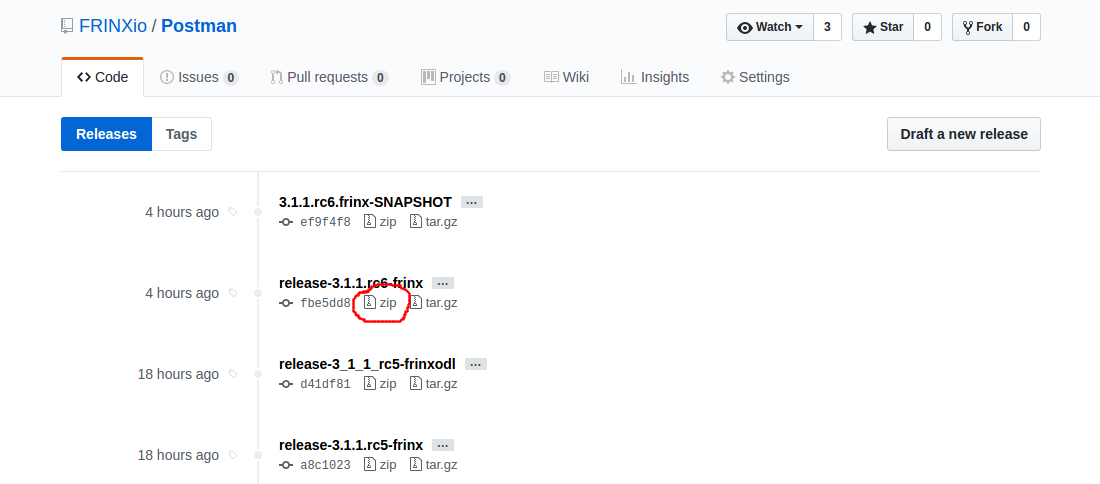 FRINXio / Postman
Watch 3 Star 0 Fork 0
Code Issues 0 Pull requests 0 Projects 0 Wiki Insights Settings
Releases Tags Draft a new release
3.1.1.rc6.frinx-SNAPSHOT ...
4 hours ago
ef9f4f8 zip tar.gz
release-3.1.1.rc6-frinx ...
4 hours ago
fbe5dd8 zip tar.gz
release-3_1_1_rc5-frinxodl ...
18 hours ago
d41df81 zip tar.gz
release-3.1.1.rc5-frinx ...
18 hours ago
a8c1023 zip tar.gz